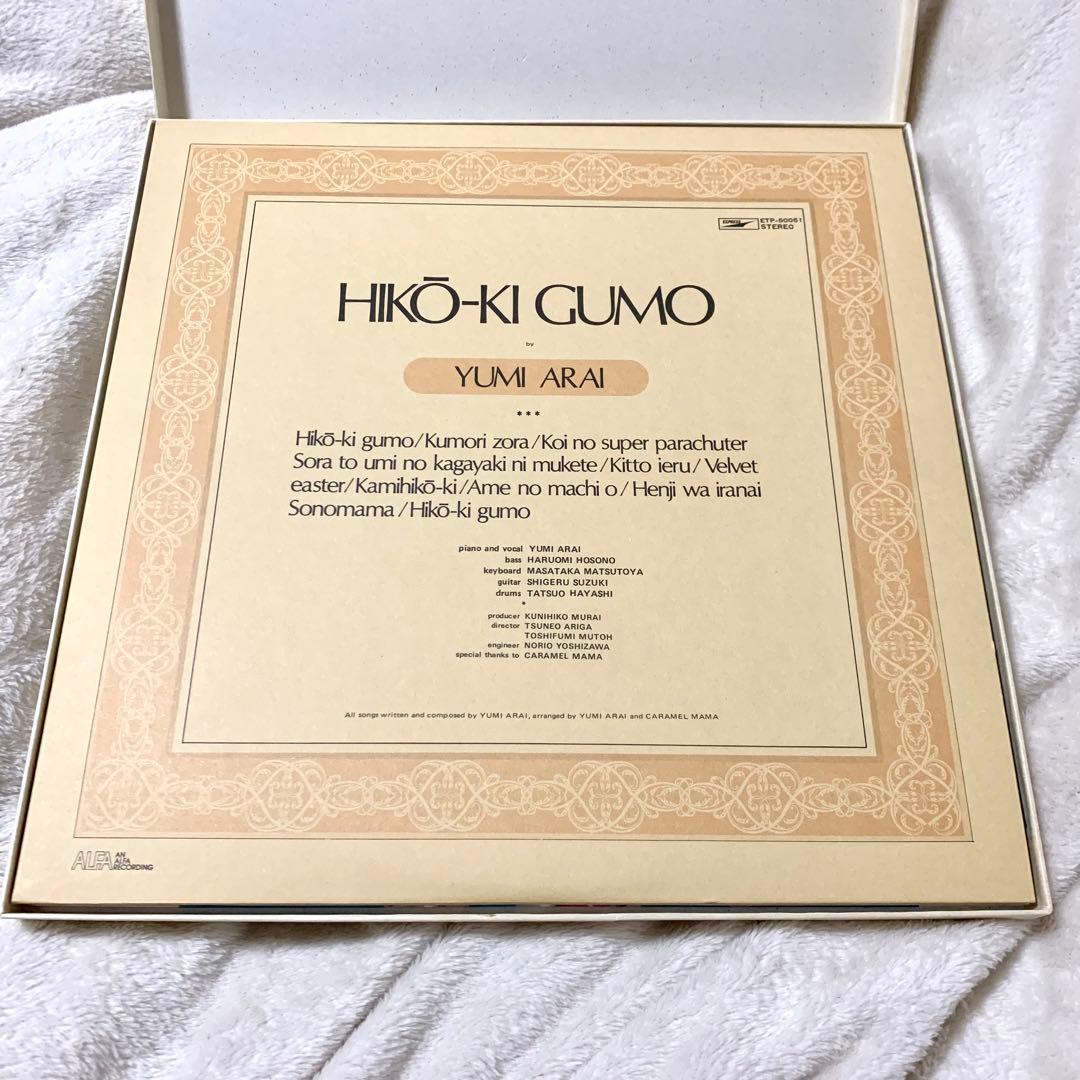 EXPRESS ETP-50051
STEREO
HIKŌ-KI GUMO
by
YUMI ARAI
***
Hikō-ki gumo/Kumori zora/Koi no super parachuter
Sora to umi no kagayaki ni mukete/Kitto ieru/Velvet
easter/Kamihikō-ki/Ame no machi o/Henji wa iranai
Sonomama/Hikō-ki gumo
piano and vocal YUMI ARAI
bass HARUOMI HOSONO
keyboard MASATAKA MATSUTOYA
guitar SHIGERU SUZUKI
drums TATSUO HAYASHI
*
producer KUNIHIKO MURAI
director TSUNEO ARIGA
TOSHIFUMI MUTOH
engineer NORIO YOSHIZAWA
special thanks to CARAMEL MAMA
All songs written and composed by YUMI ARAI, arranged by YUMI ARAI and CARAMEL MAMA
ALFA AN
ALFA
RECORDING